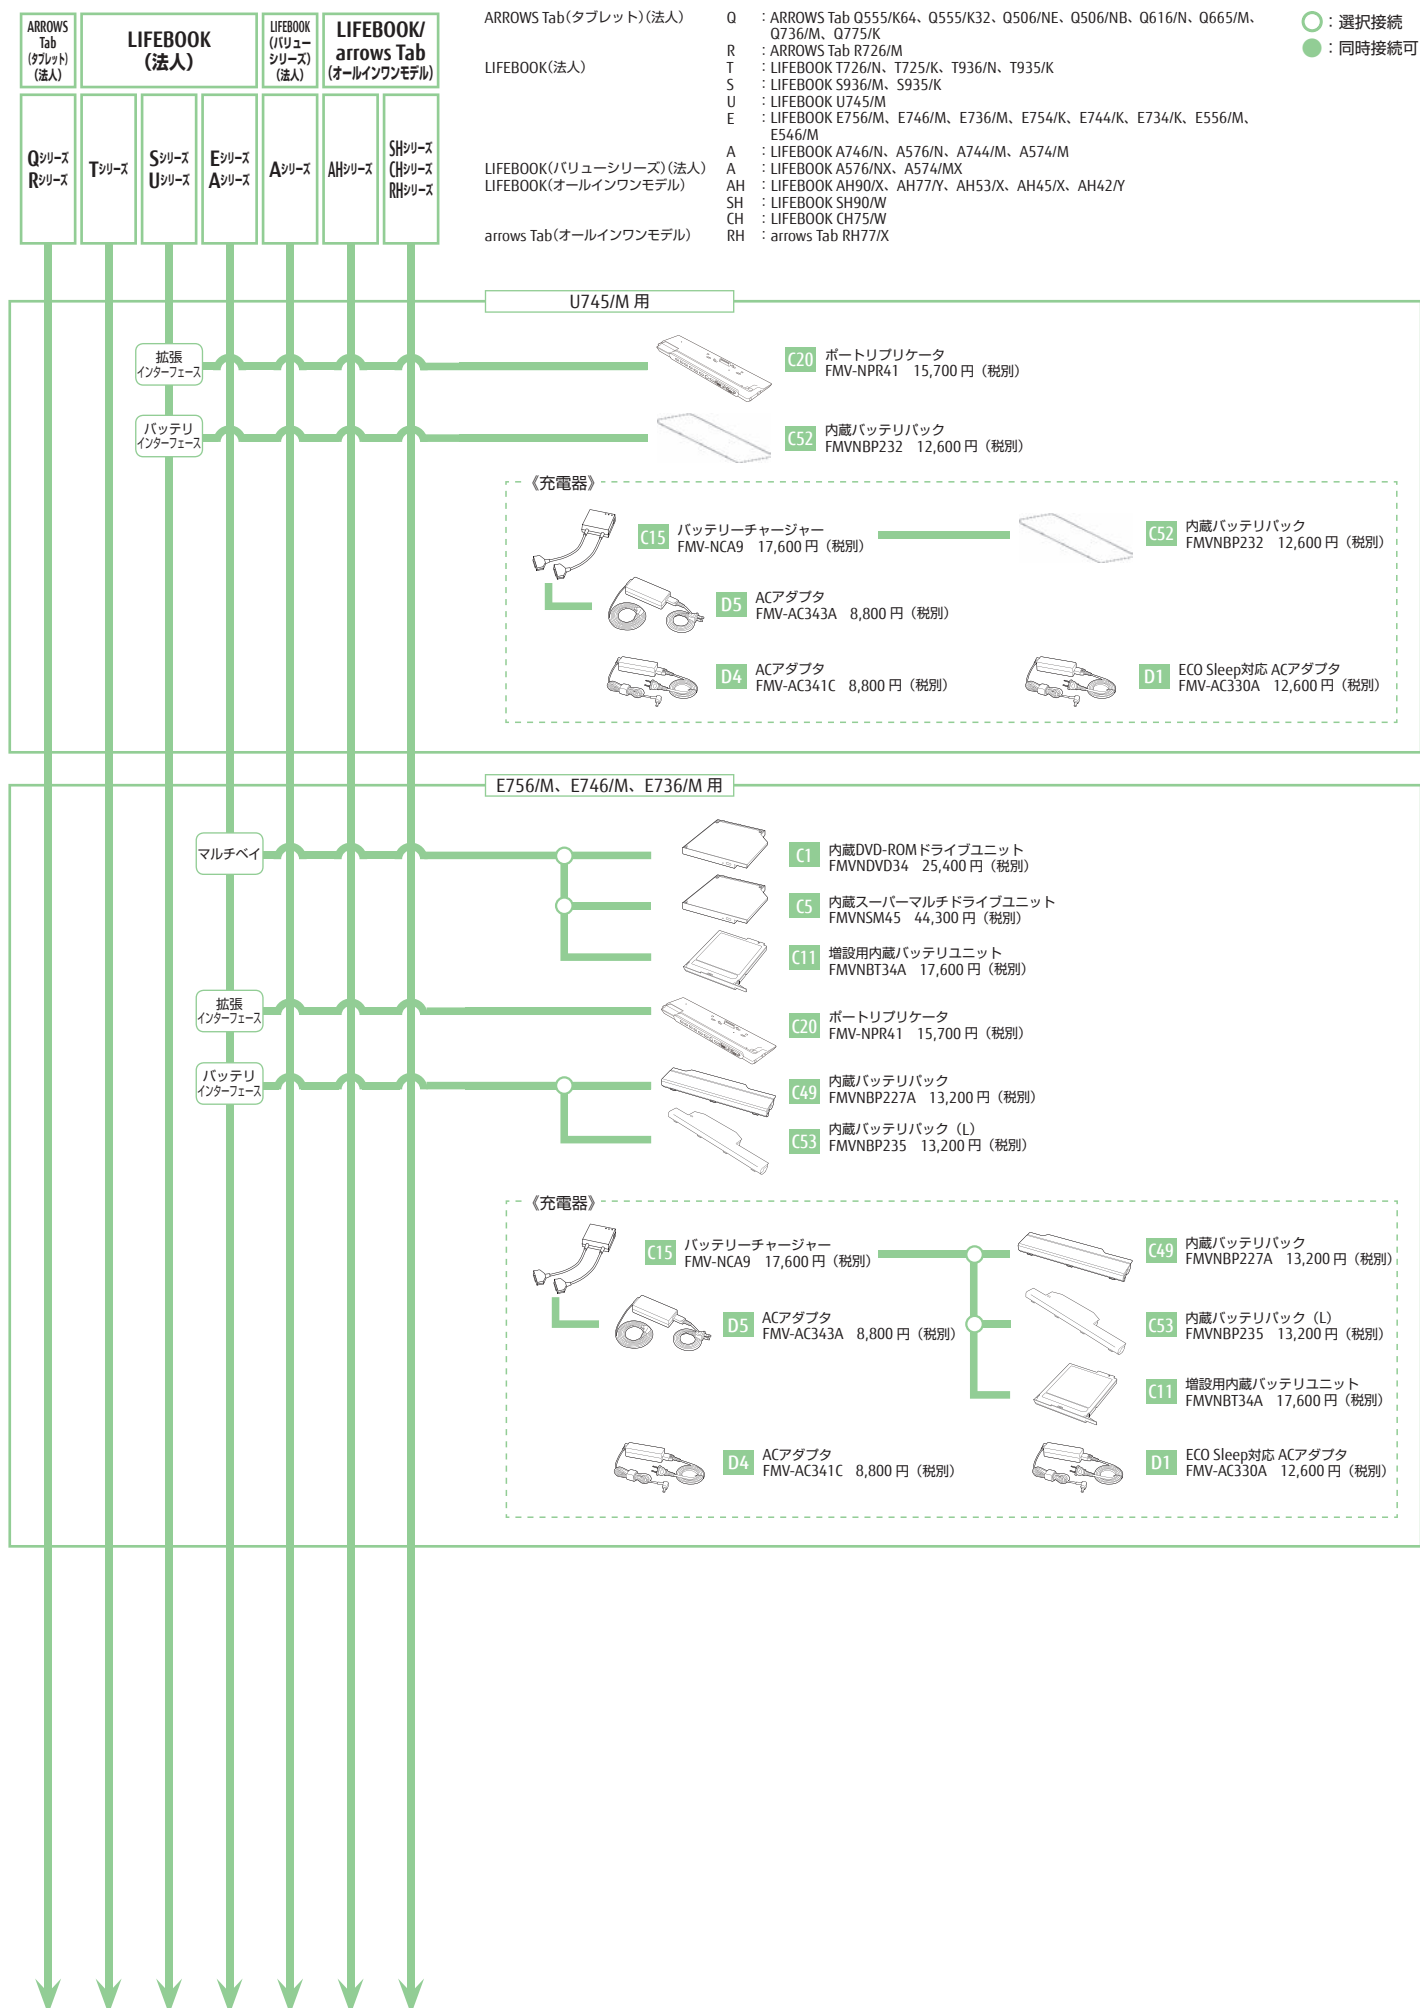 ARROWS
Tab
(タブレット)
(法人)
LIFEBOOK
(法人)
LIFEBOOK
(バリュー
シリーズ)
(法人)
LIFEBOOK/
arrows Tab
(オールインワンモデル)
Qシリーズ
Rシリーズ
Tシリーズ
Sシリーズ
Uシリーズ
Eシリーズ
Aシリーズ
Aシリーズ
AHシリーズ
SHシリーズ
CHシリーズ
RHシリーズ
ARROWS Tab(タブレット)(法人) Q :ARROWS Tab Q555/K64、Q555/K32、Q506/NE、Q506/NB、Q616/N、Q665/M、
Q736/M、Q775/K
R :ARROWS Tab R726/M
LIFEBOOK(法人) T :LIFEBOOK T726/N、T725/K、T936/N、T935/K
S :LIFEBOOK S936/M、S935/K
U :LIFEBOOK U745/M
E :LIFEBOOK E756/M、E746/M、E736/M、E754/K、E744/K、E734/K、E556/M、
E546/M
A :LIFEBOOK A746/N、A576/N、A744/M、A574/M
LIFEBOOK(バリューシリーズ)(法人) A :LIFEBOOK A576/NX、A574/MX
LIFEBOOK(オールインワンモデル) AH :LIFEBOOK AH90/X、AH77/Y、AH53/X、AH45/X、AH42/Y
SH :LIFEBOOK SH90/W
CH :LIFEBOOK CH75/W
arrows Tab(オールインワンモデル) RH :arrows Tab RH77/X
:選択接続
:同時接続可
U745/M 用
拡張
インターフェース
C20 ポートリプリケータ
FMV-NPR41 15,700 円(税別)
バッテリ
インターフェース
C52 内蔵バッテリパック
FMVNBP232 12,600 円(税別)
《充電器》
C15 バッテリーチャージャー
FMV-NCA9 17,600 円(税別)
C52 内蔵バッテリパック
FMVNBP232 12,600 円(税別)
D5 ACアダプタ
FMV-AC343A 8,800 円(税別)
D4 ACアダプタ
FMV-AC341C 8,800 円(税別)
D1 ECO Sleep対応 ACアダプタ
FMV-AC330A 12,600 円(税別)
E756/M、E746/M、E736/M 用
マルチベイ
C1 内蔵DVD-ROMドライブユニット
FMVNDVD34 25,400 円(税別)
C5 内蔵スーパーマルチドライブユニット
FMVNSM45 44,300 円(税別)
C11 増設用内蔵バッテリユニット
FMVNBT34A 17,600 円(税別)
拡張
インターフェース
C20 ポートリプリケータ
FMV-NPR41 15,700 円(税別)
バッテリ
インターフェース
C49 内蔵バッテリパック
FMVNBP227A 13,200 円(税別)
C53 内蔵バッテリパック(L)
FMVNBP235 13,200 円(税別)
《充電器》
C15 バッテリーチャージャー
FMV-NCA9 17,600 円(税別)
C49 内蔵バッテリパック
FMVNBP227A 13,200 円(税別)
D5 ACアダプタ
FMV-AC343A 8,800 円(税別)
C53 内蔵バッテリパック(L)
FMVNBP235 13,200 円(税別)
C11 増設用内蔵バッテリユニット
FMVNBT34A 17,600 円(税別)
D4 ACアダプタ
FMV-AC341C 8,800 円(税別)
D1 ECO Sleep対応 ACアダプタ
FMV-AC330A 12,600 円(税別)